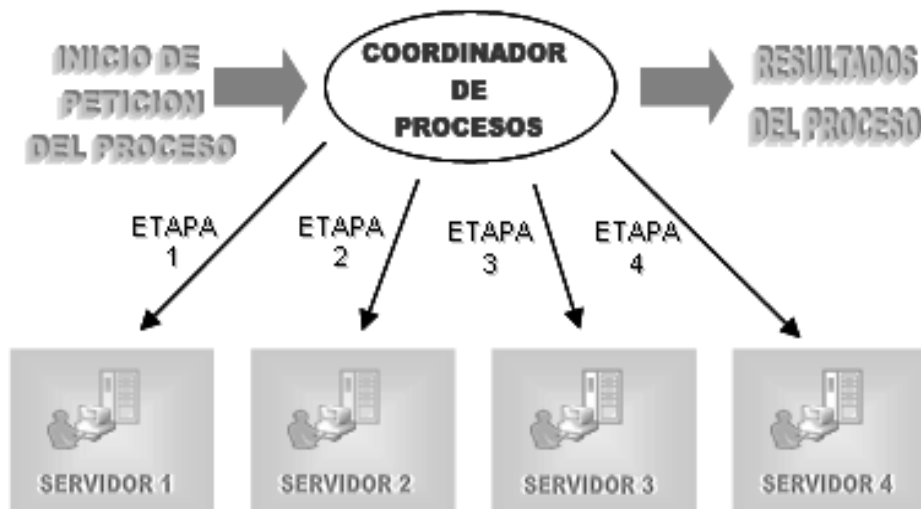 INICIO DE
PETICION
DEL PROCESO
COORDINADOR
DE
PROCESOS
RESULTADOS
DEL PROCESO
ETAPA
1
ETAPA
2
ETAPA
3
ETAPA
4
SERVIDOR 1
SERVIDOR 2
SERVIDOR 3
SERVIDOR 4